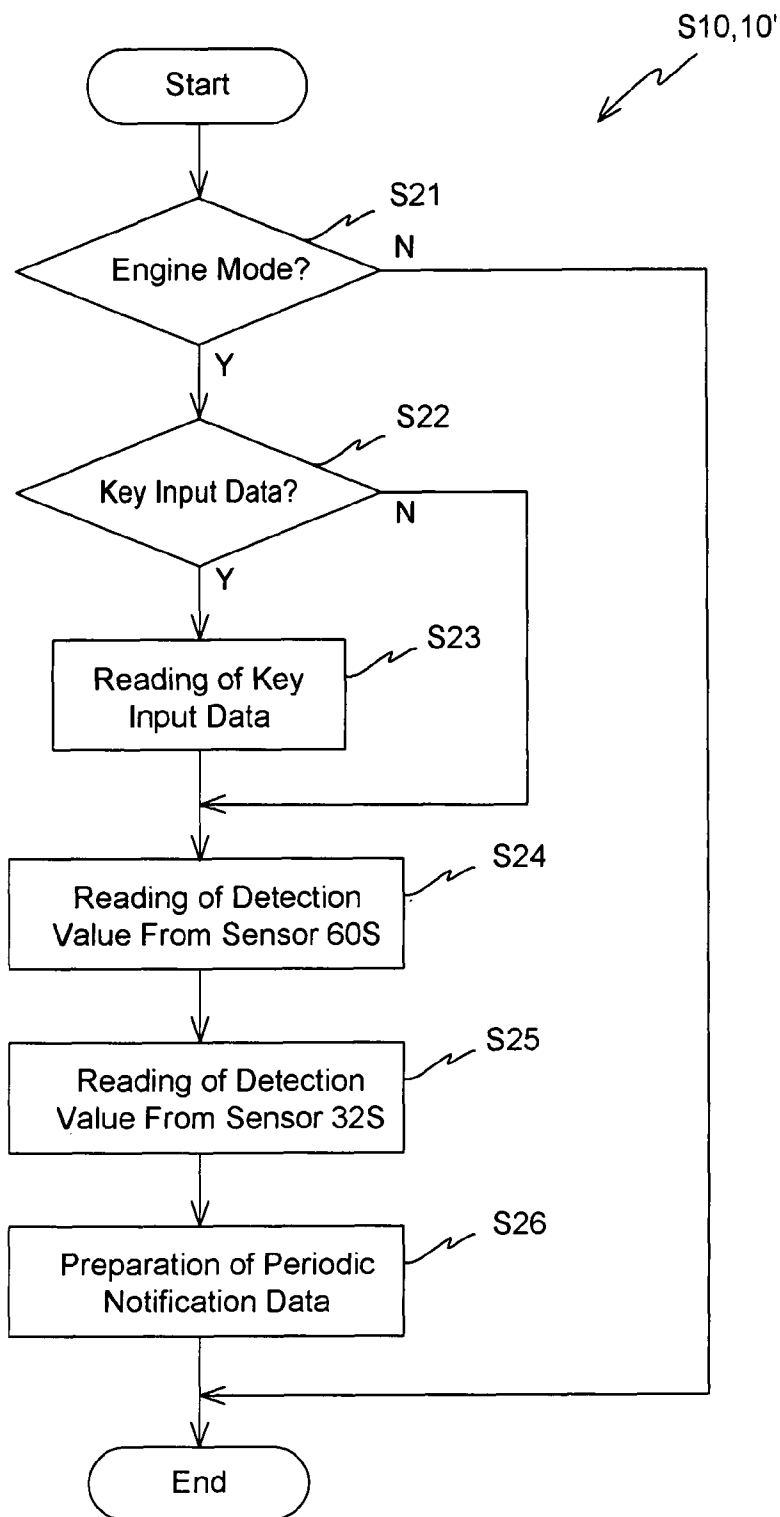 S10,10'
Start
S21
Engine Mode?
N
Y
S22
Key Input Data?
N
Y
S23
Reading of Key
Input Data
S24
Reading of Detection
Value From Sensor 60S
S25
Reading of Detection
Value From Sensor 32S
S26
Preparation of Periodic
Notification Data
End